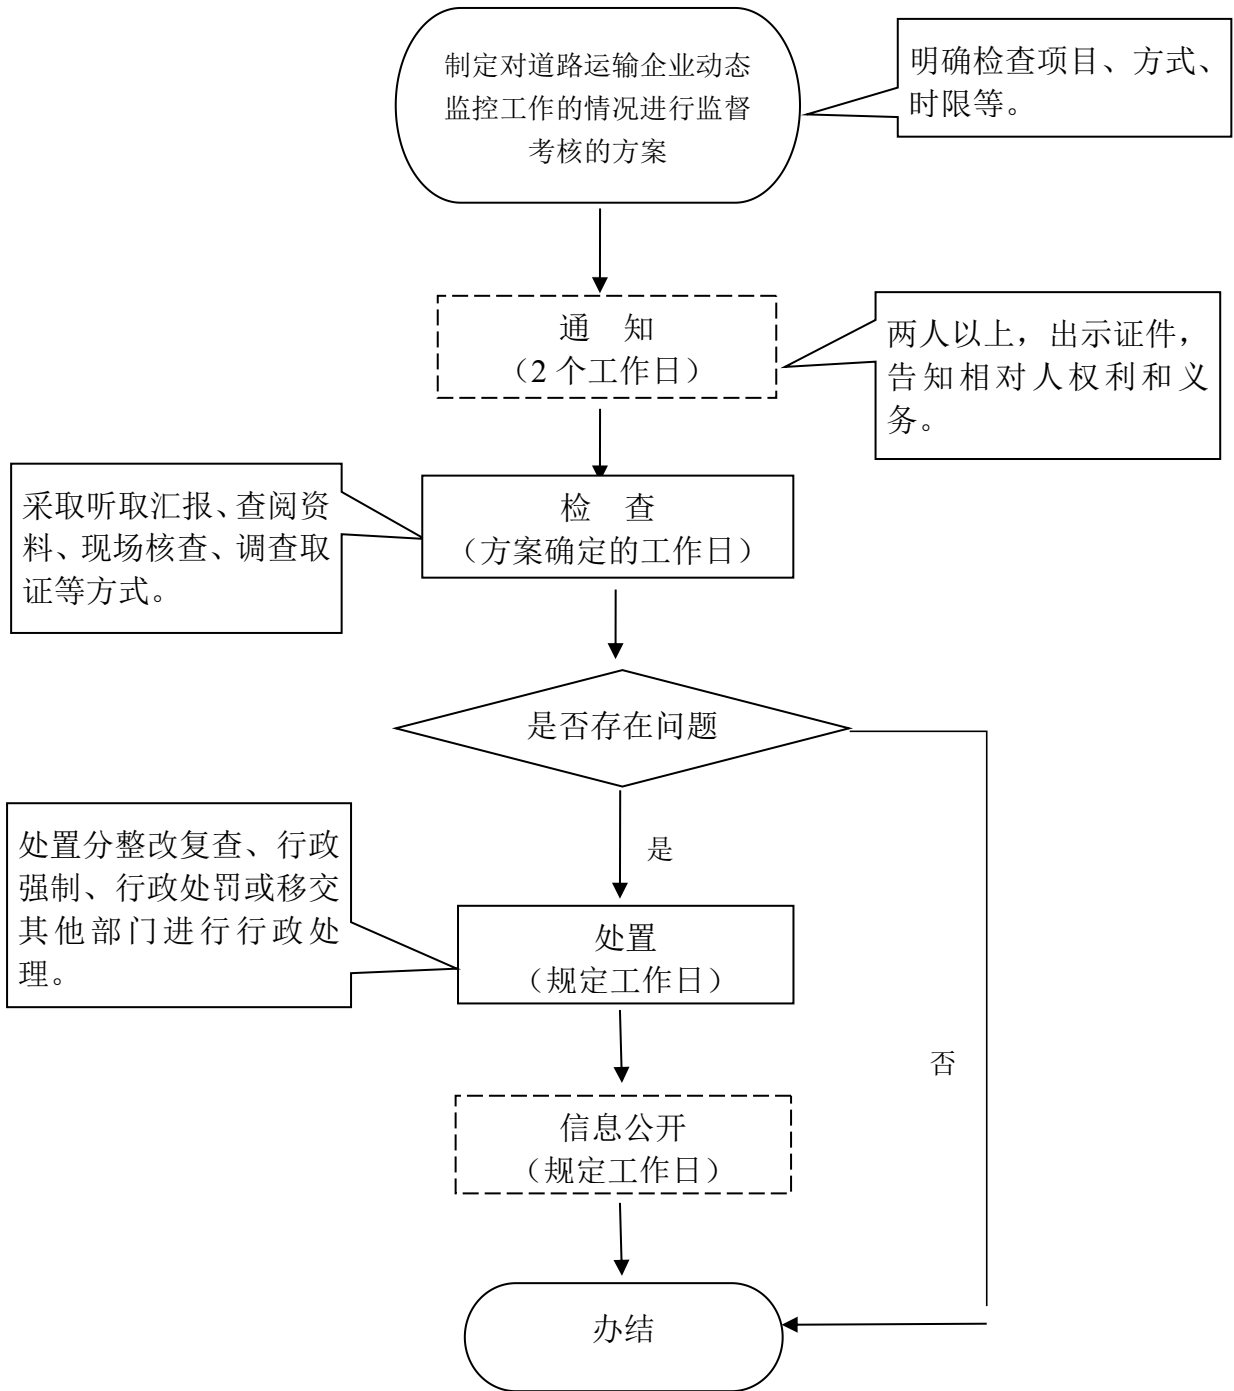 制定对道路运输企业动态
监控工作的情况进行监督
考核的方案
明确检查项目、方式、
时限等。
通　知
（2 个工作日）
两人以上，出示证件，
告知相对人权利和义
务。
检　查
（方案确定的工作日）
采取听取汇报、查阅资
料、现场核查、调查取
证等方式。
是否存在问题
是
处置分整改复查、行政
强制、行政处罚或移交
其他部门进行行政处
理。
处置
（规定工作日）
否
信息公开
（规定工作日）
办结